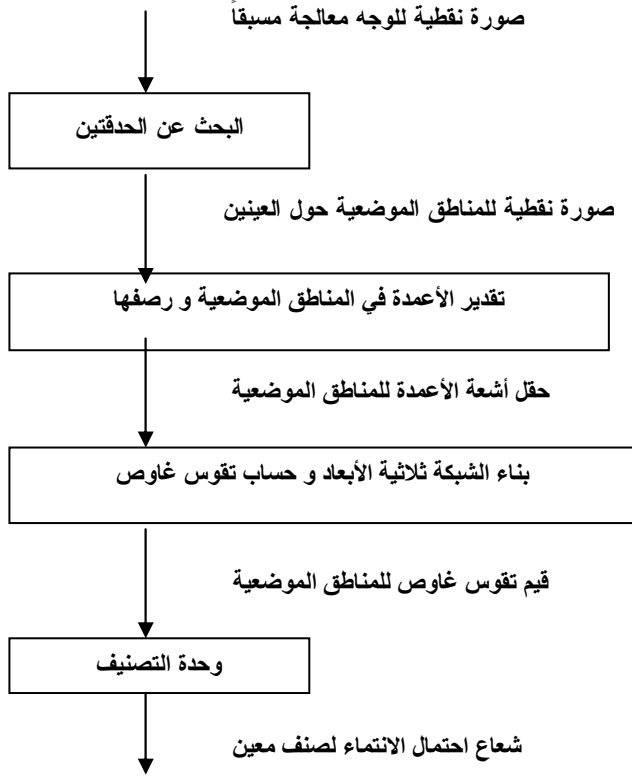 صورة نقطية للوجه معالجة مسبقاً
البحث عن الحدقتين
صورة نقطية للمناطق الموضعية حول العينين
تقدير الأعمدة في المناطق الموضعية و رصفها
حقل أشعة الأعمدة للمناطق الموضعية
بناء الشبكة ثلاثية الأبعاد و حساب تقوس غاوص
قيم تقوس غاوص للمناطق الموضعية
وحدة التصنيف
شعاع احتمال الانتماء لصنف معين